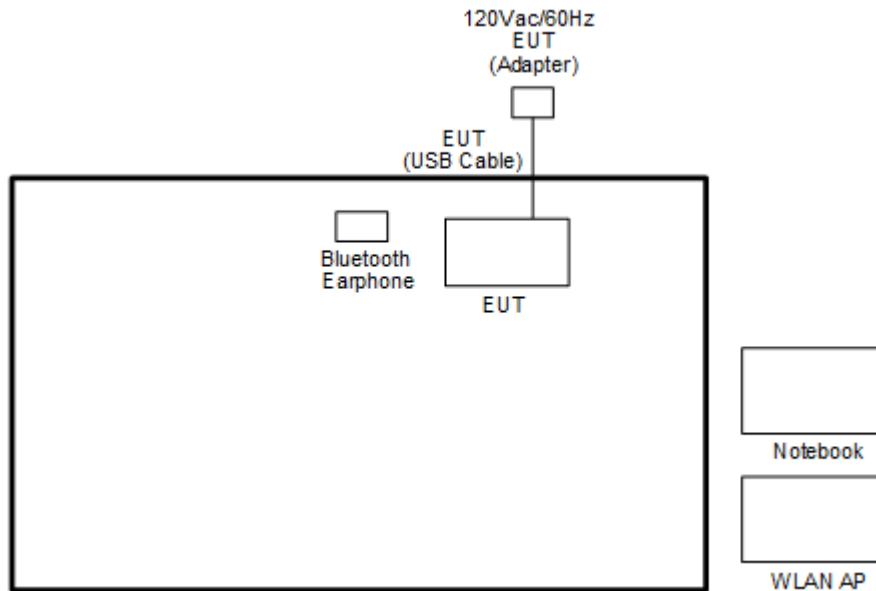 120Vac/60Hz
EUT
(Adapter)
EUT
(USB Cable)
Bluetooth
Earphone
EUT
Notebook
WLAN AP